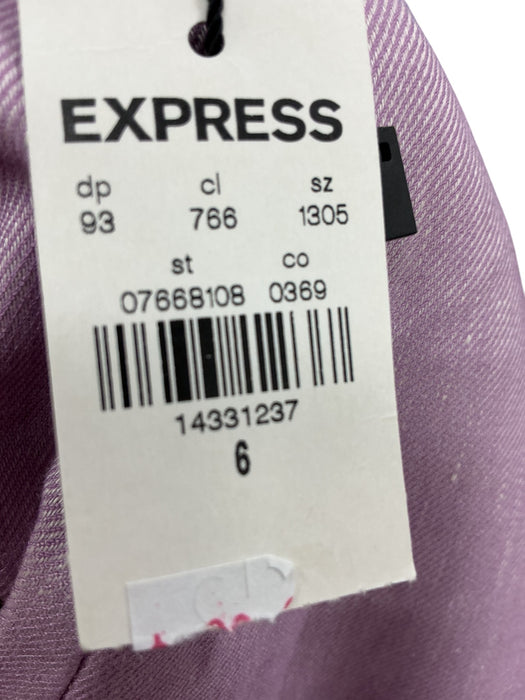 EXPRESS
dp cl sz
93 766 1305
st co
07668108 0369
14331237
6